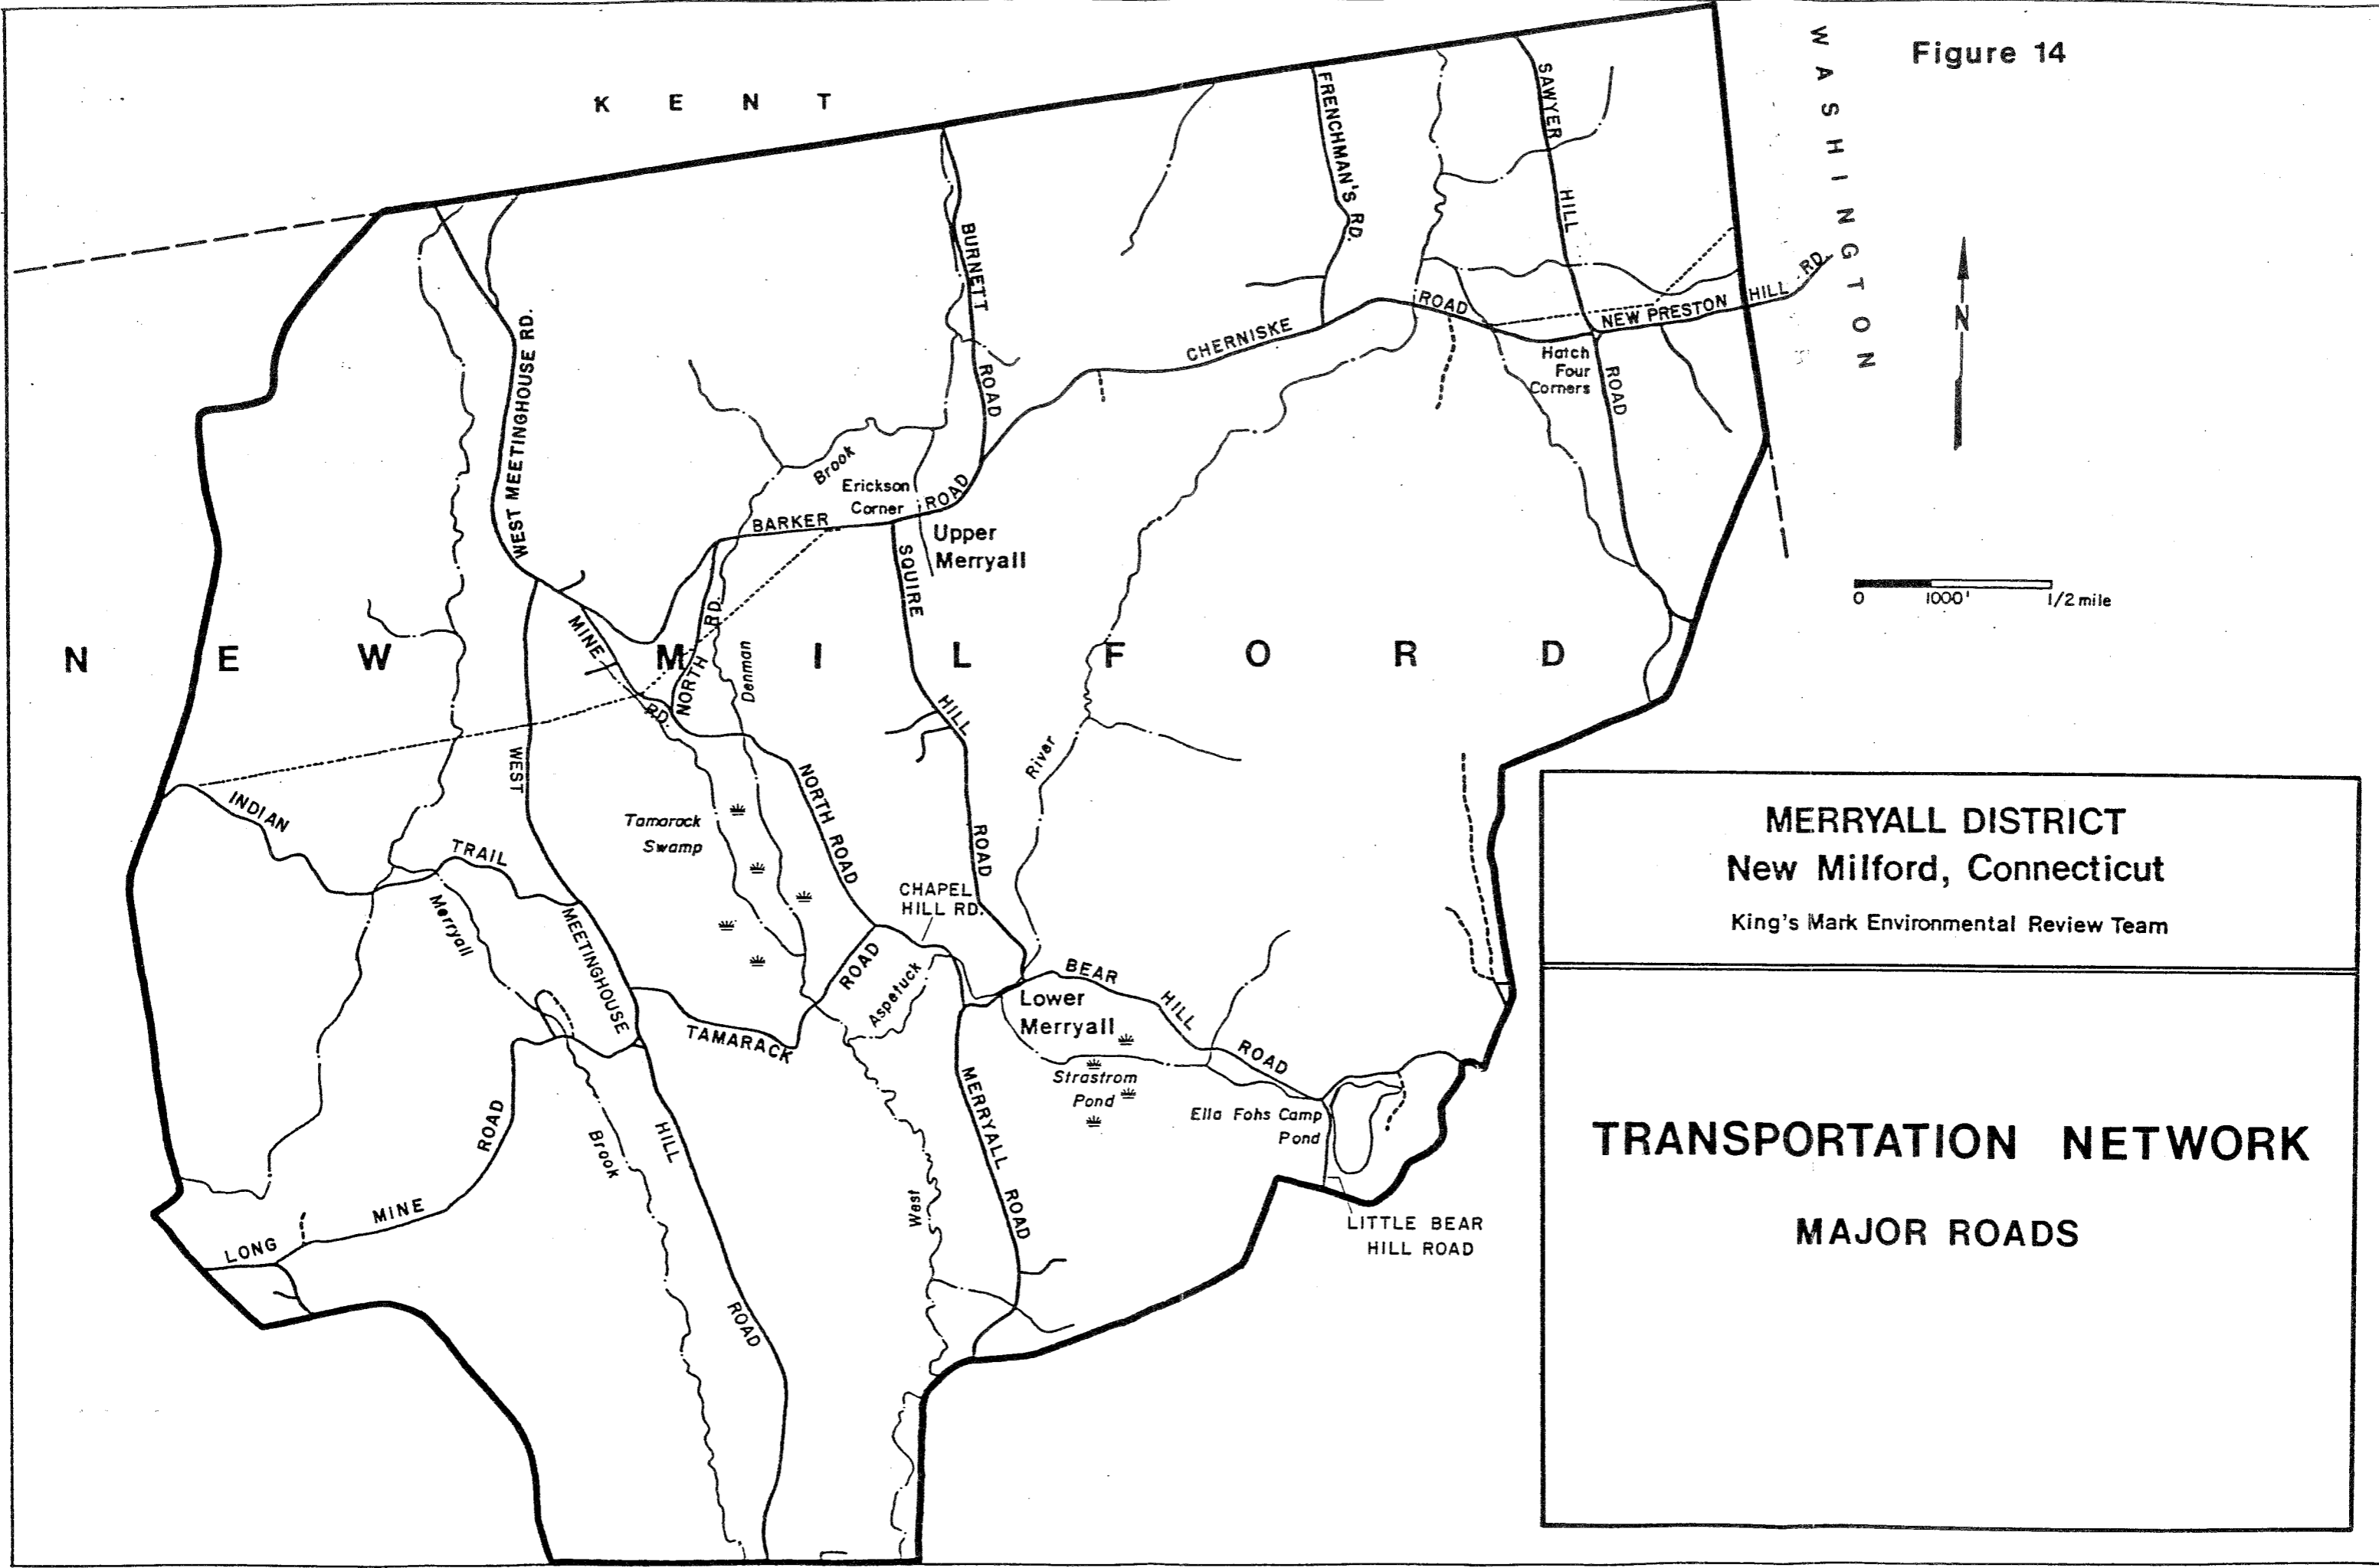 Figure 14
KENT
WASHINGTON
SAWYER HILL ROAD
FRENCHMAN'S RD.
BURNETT ROAD
WEST MEETINGHOUSE RD.
CHERNISKE ROAD
NEW PRESTON HILL RD.
Hatch
Four
Corners
N
Brook
Erickson
Corner
BARKER ROAD
Upper
Merryall
SQUIRE HILL ROAD
0 1000' 1/2 mile
MINE RD.
NORTH RD.
Denman
NEW MILFORD
River
WEST MEETINGHOUSE HILL ROAD
INDIAN TRAIL
Tamarack
Swamp
NORTH ROAD
CHAPEL
HILL RD.
Merryall
Brook
TAMARACK ROAD
Aspetuck
West
BEAR HILL ROAD
Lower
Merryall
Strastrom
Pond
Ella Fohs Camp
Pond
MERRYALL ROAD
LONG MINE ROAD
LITTLE BEAR
HILL ROAD
MERRYALL DISTRICT
New Milford, Connecticut
King's Mark Environmental Review Team
TRANSPORTATION NETWORK
MAJOR ROADS